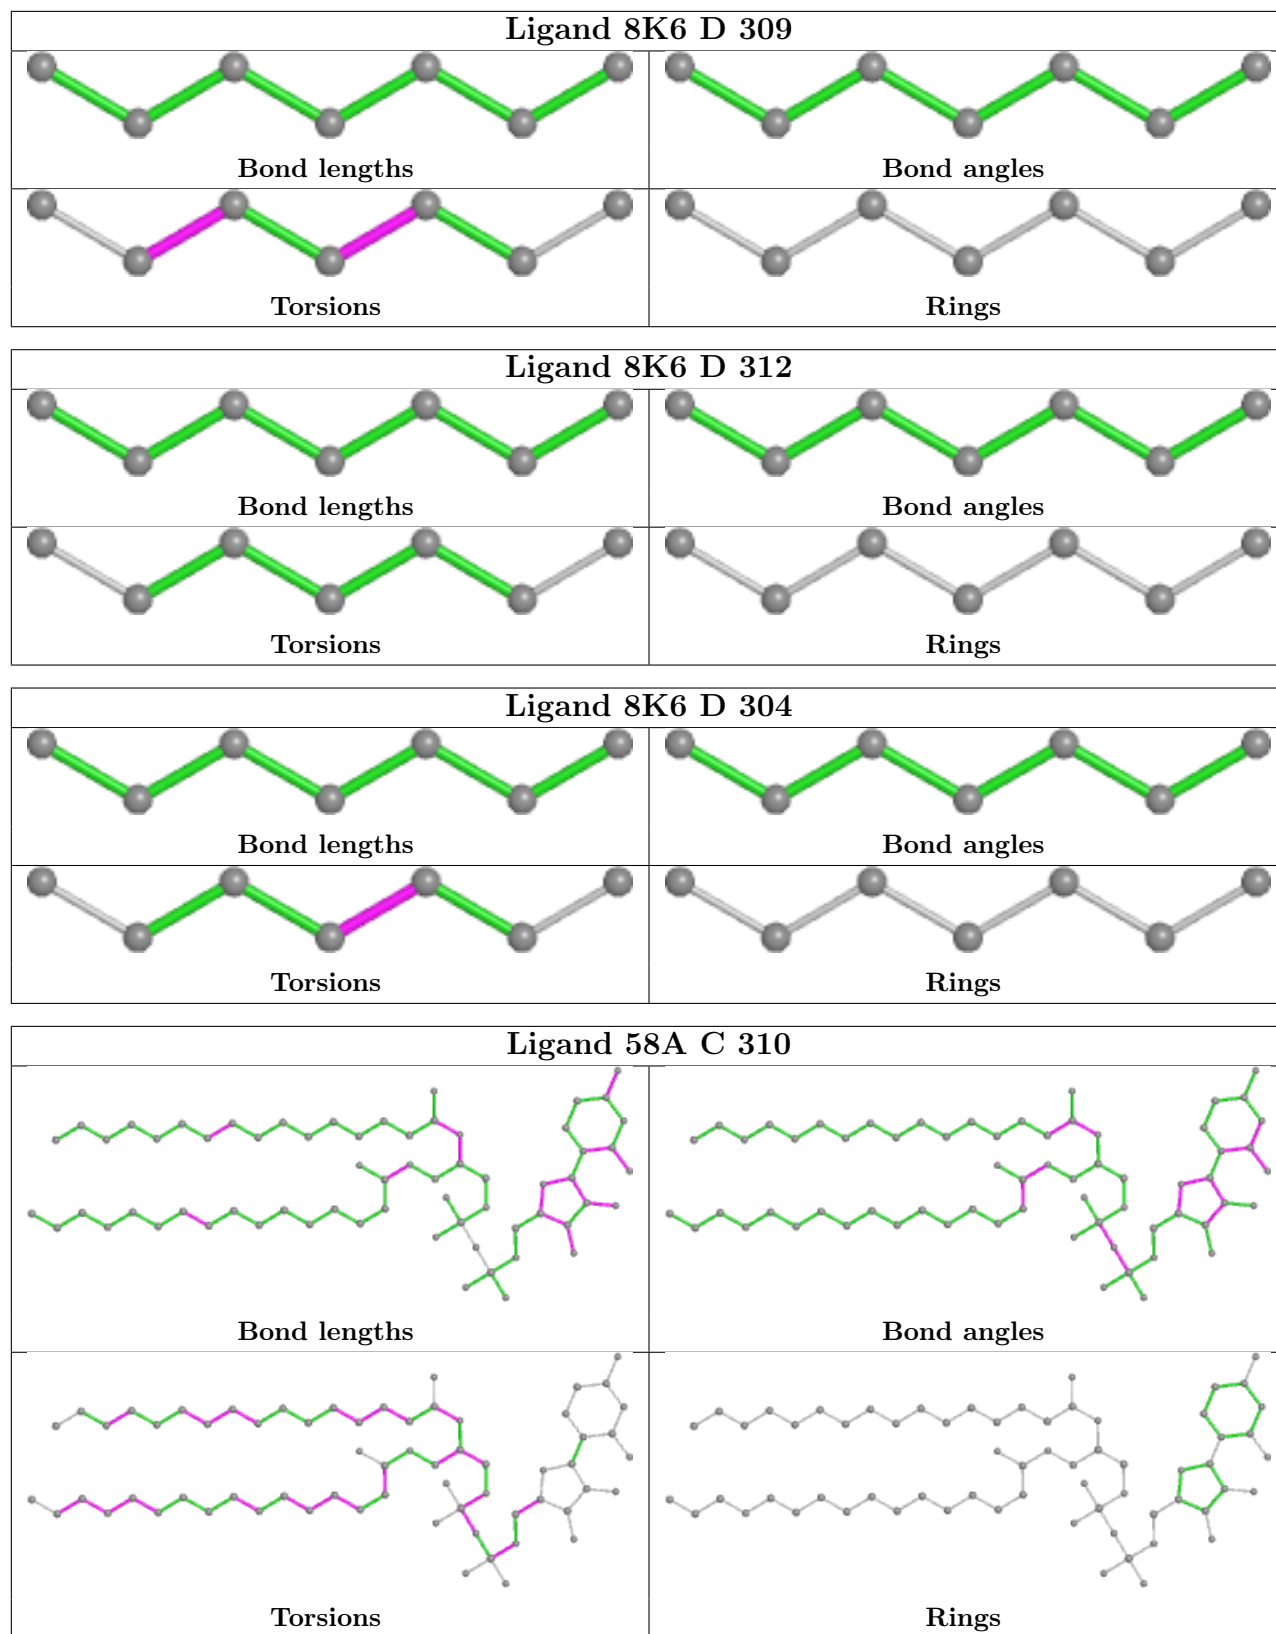 Ligand 8K6 D 309
Bond lengths
Bond angles
Torsions
Rings
Ligand 8K6 D 312
Bond lengths
Bond angles
Torsions
Rings
Ligand 8K6 D 304
Bond lengths
Bond angles
Torsions
Rings
Ligand 58A C 310
Bond lengths
Bond angles
Torsions
Rings